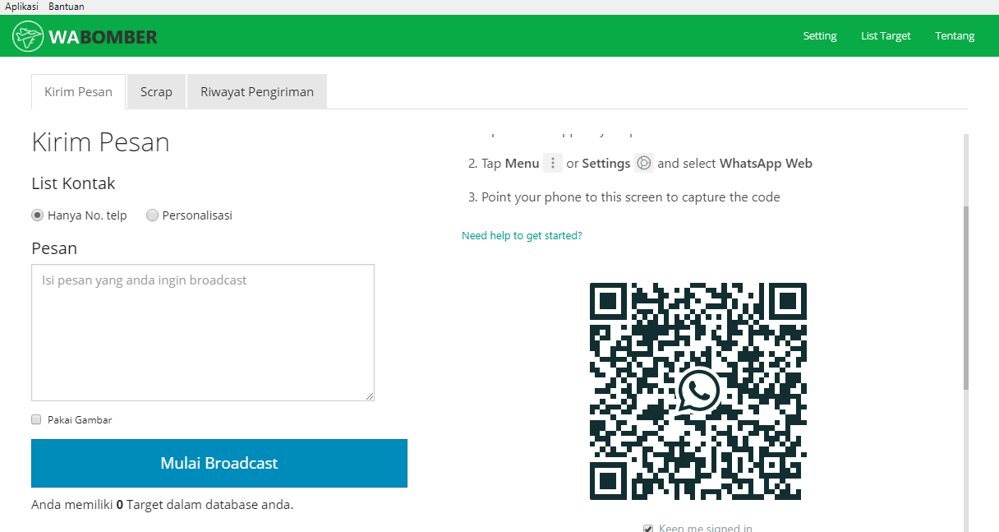 Aplikasi Bantuan
WABOMBER
Setting List Target Tentang
Kirim Pesan Scrap Riwayat Pengiriman
Kirim Pesan
List Kontak
Hanya No. telp Personalisasi
Pesan
Isi pesan yang anda ingin broadcast
Pakai Gambar
Mulai Broadcast
Anda memiliki 0 Target dalam database anda.
2. Tap Menu or Settings and select WhatsApp Web
3. Point your phone to this screen to capture the code
Need help to get started?
Keep me signed in